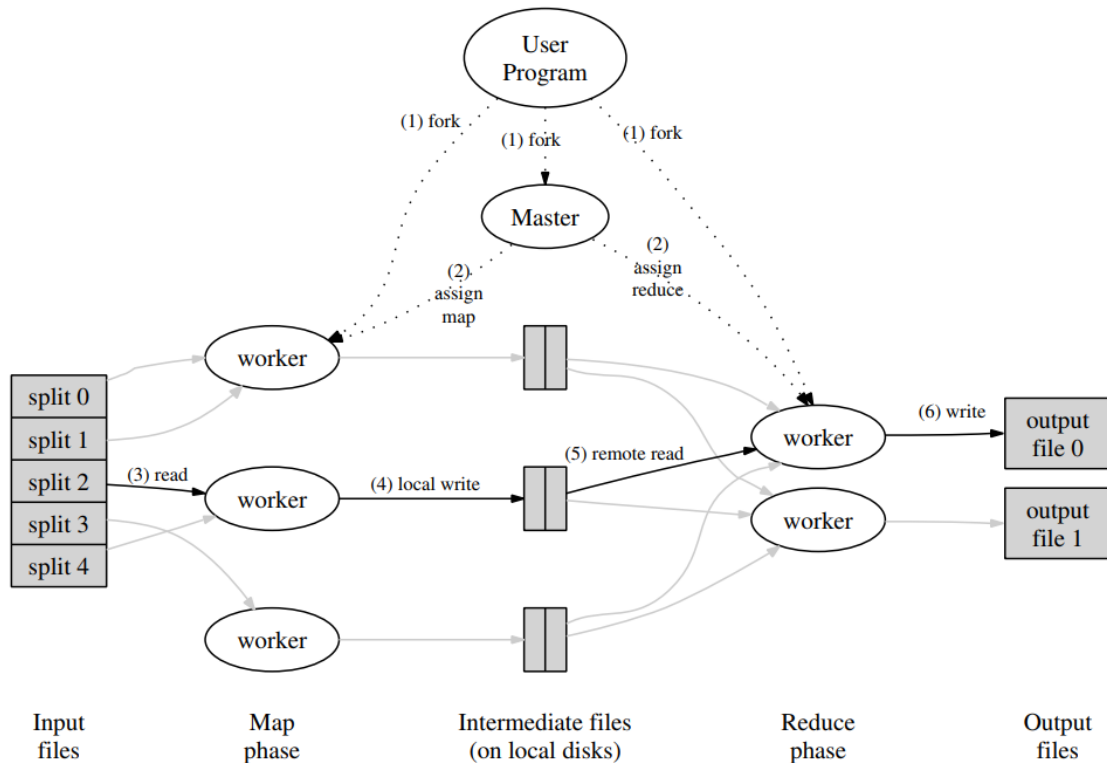 User
Program
(1) fork
(1) fork
(1) fork
Master
(2)
assign
map
(2)
assign
reduce
worker
split 0
split 1
split 2
split 3
split 4
(3) read
worker
(4) local write
(5) remote read
worker
(6) write
output
file 0
worker
output
file 1
worker
Input
files
Map
phase
Intermediate files
(on local disks)
Reduce
phase
Output
files